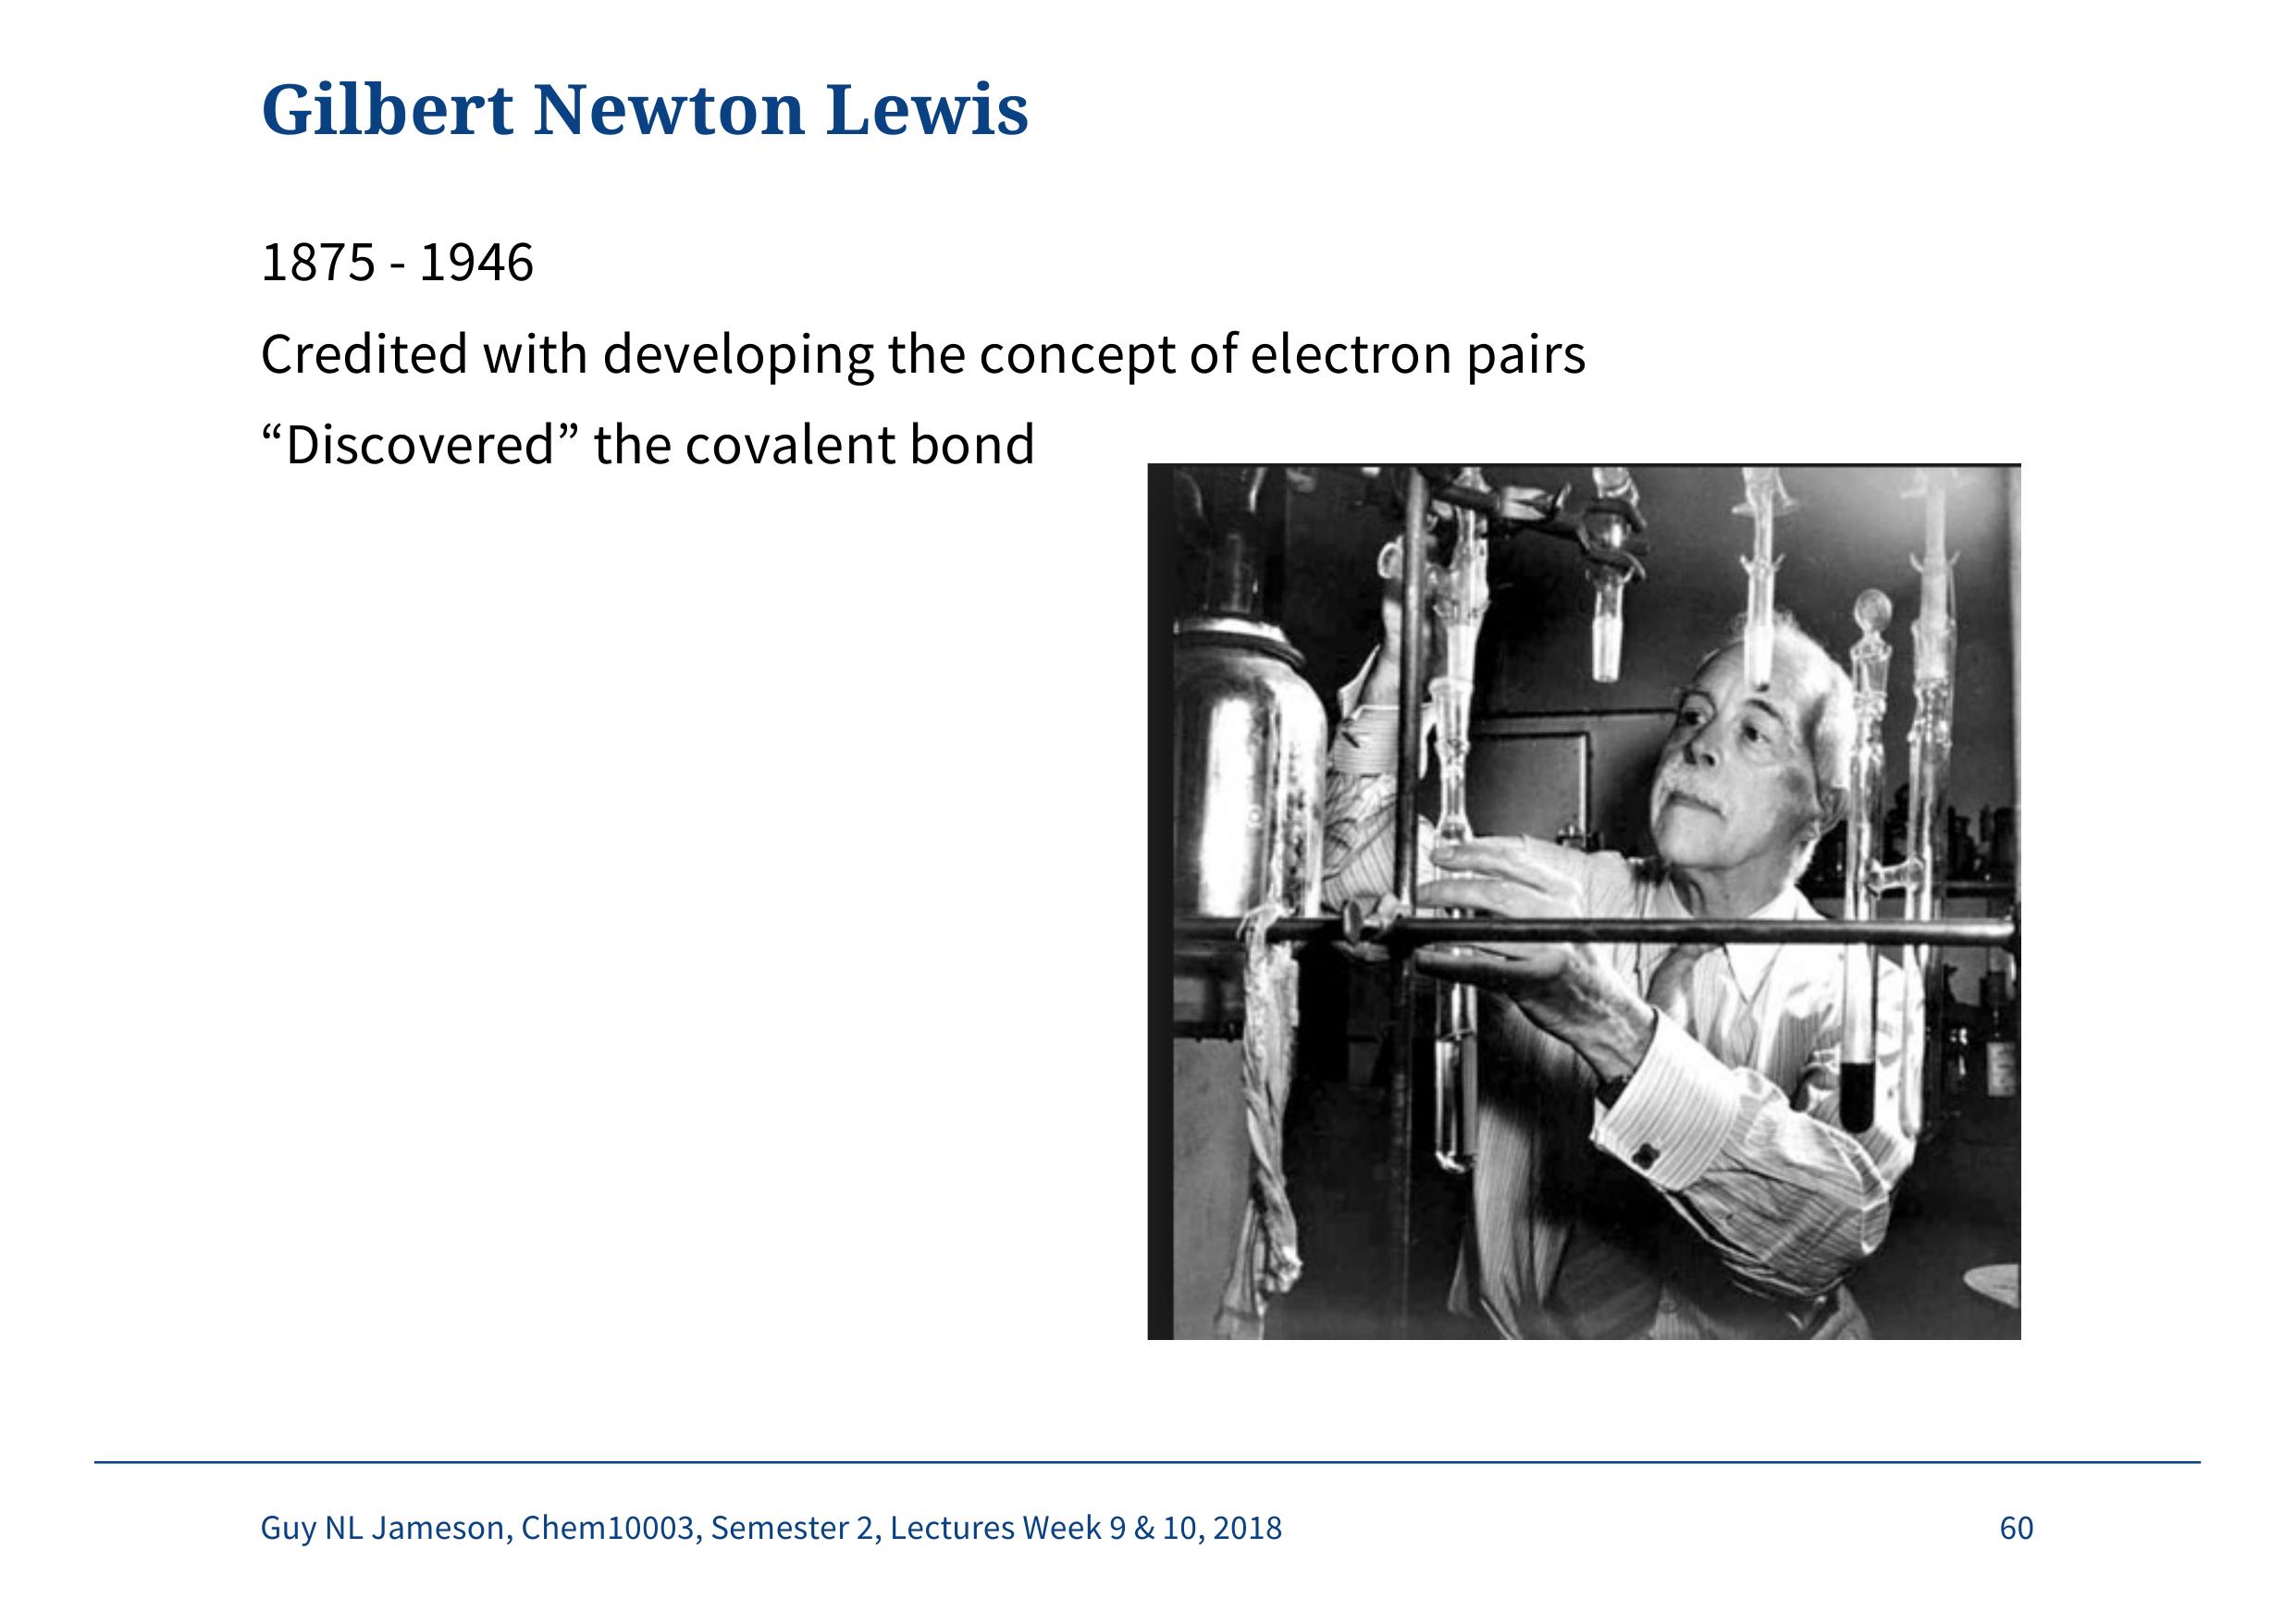 Gilbert Newton Lewis
1875 - 1946
Credited with developing the concept of electron pairs
“Discovered” the covalent bond
Guy NL Jameson, Chem10003, Semester 2, Lectures Week 9 & 10, 2018
60